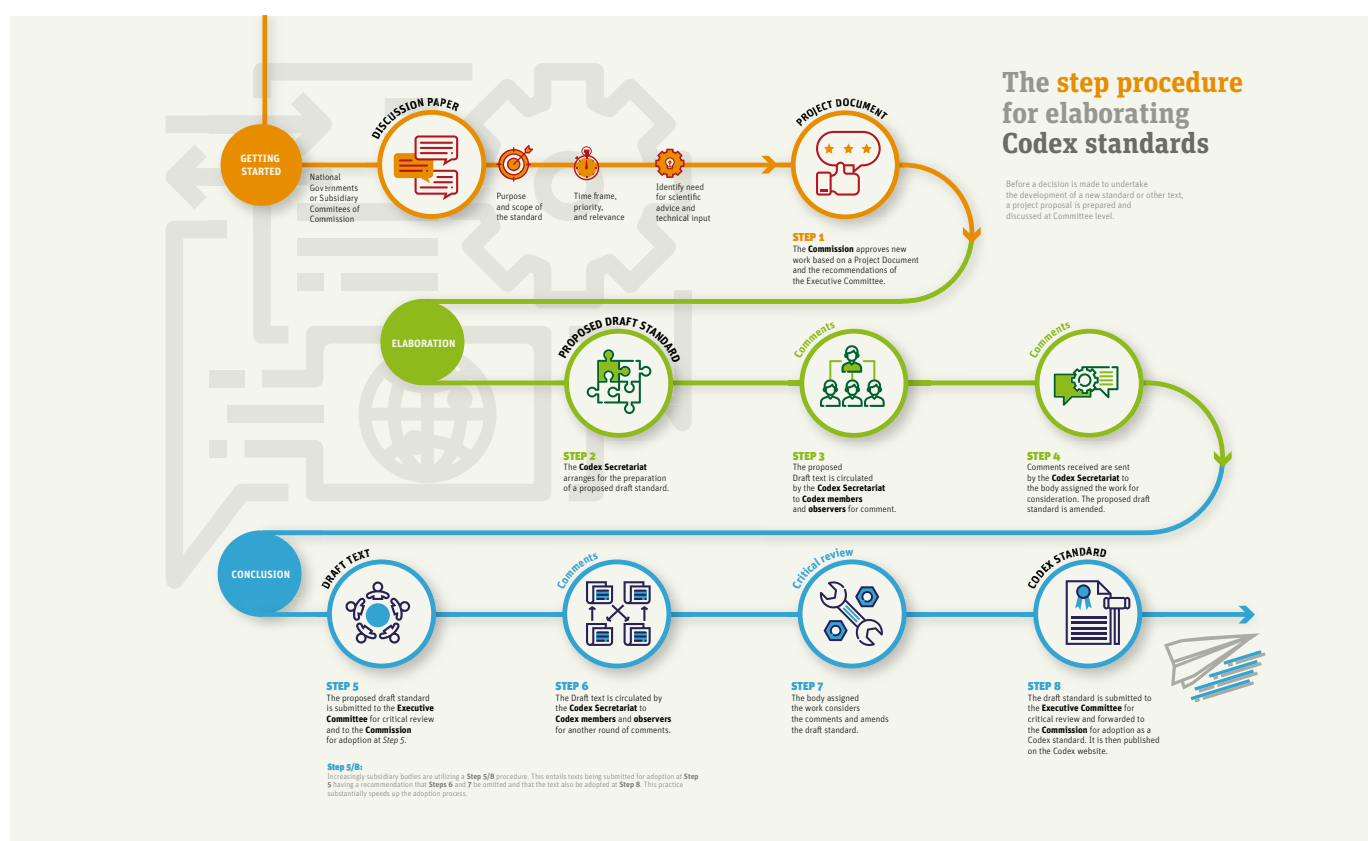 The step procedure
for elaborating
Codex standards
Before a decision is made to undertake
the development of a new standard or other text,
a project proposal is prepared and
discussed at Committee level.
GETTING
STARTED
National
Governments
or Subsidiary
Commitees of
Commission
DISCUSSION PAPER
Purpose
and scope of
the standard
Time frame,
priority,
and relevance
Identify need
for scientific
advice and
technical input
PROJECT DOCUMENT
STEP 1
The Commission approves new
work based on a Project Document
and the recommendations of
the Executive Committee.
ELABORATION
PROPOSED DRAFT STANDARD
STEP 2
The Codex Secretariat
arranges for the preparation
of a proposed draft standard.
Comments
STEP 3
The proposed
Draft text is circulated
by the Codex Secretariat
to Codex members
and observers for comment.
Comments
STEP 4
Comments received are sent
by the Codex Secretariat to
the body assigned the work for
consideration. The proposed draft
standard is amended.
CONCLUSION
DRAFT TEXT
STEP 5
The proposed draft standard
is submitted to the Executive
Committee for critical review
and to the Commission
for adoption at Step 5.
Comments
STEP 6
The Draft text is circulated by
the Codex Secretariat to
Codex members and observers
for another round of comments.
Critical review
STEP 7
The body assigned
the work considers
the comments and amends
the draft standard.
CODEX STANDARD
STEP 8
The draft standard is submitted to
the Executive Committee for
critical review and forwarded to
the Commission for adoption as a
Codex standard. It is then published
on the Codex website.
Step 5/8:
Increasingly subsidiary bodies are utilizing a Step 5/8 procedure. This entails texts being submitted for adoption at Step
5 having a recommendation that Steps 6 and 7 be omitted and that the text also be adopted at Step 8. This practice
substantially speeds up the adoption process.